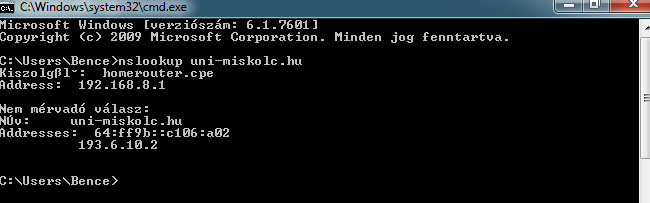 C:\Windows\system32\cmd.exe
Microsoft Windows [verziószám: 6.1.7601]
Copyright (c) 2009 Microsoft Corporation. Minden jog fenntartva.
C:\Users\Bence>nslookup uni-miskolc.hu
Kiszolgβl˘: homerouter.cpe
Address: 192.168.8.1
Nem mérvadó válasz:
NÚv: uni-miskolc.hu
Addresses: 64:ff9b::c106:a02
193.6.10.2
C:\Users\Bence>